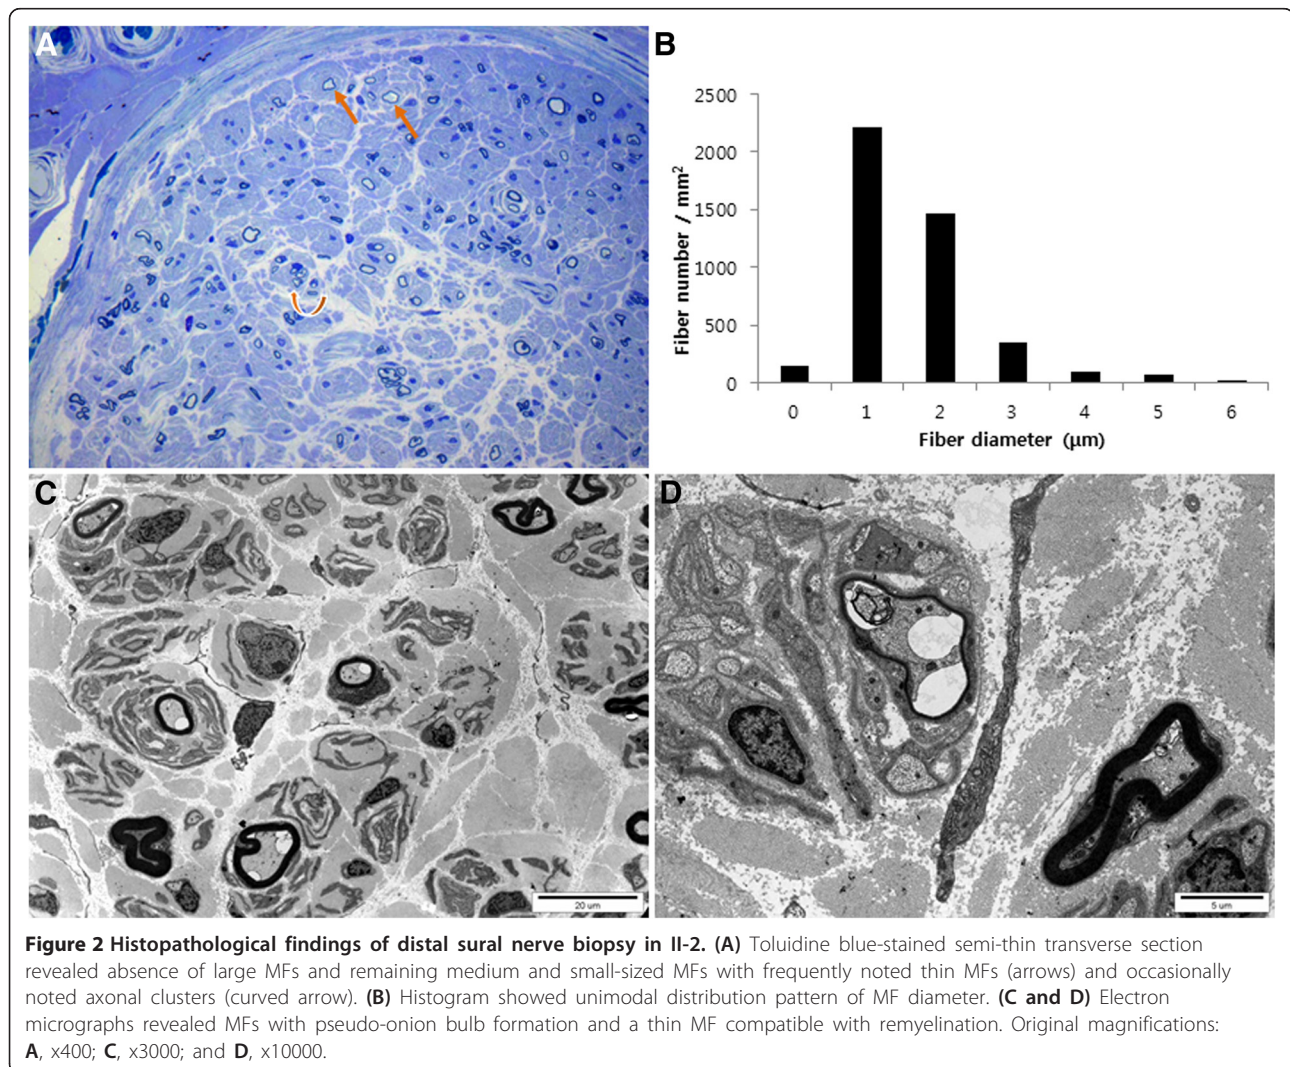 A
B
2500
2000
1500
1000
500
0
Fiber number / mm²
0 1 2 3 4 5 6
Fiber diameter (µm)
C
20 um
D
5 um
Figure 2 Histopathological findings of distal sural nerve biopsy in II-2. (A) Toluidine blue-stained semi-thin transverse section
revealed absence of large MFs and remaining medium and small-sized MFs with frequently noted thin MFs (arrows) and occasionally
noted axonal clusters (curved arrow). (B) Histogram showed unimodal distribution pattern of MF diameter. (C and D) Electron
micrographs revealed MFs with pseudo-onion bulb formation and a thin MF compatible with remyelination. Original magnifications:
A, x400; C, x3000; and D, x10000.